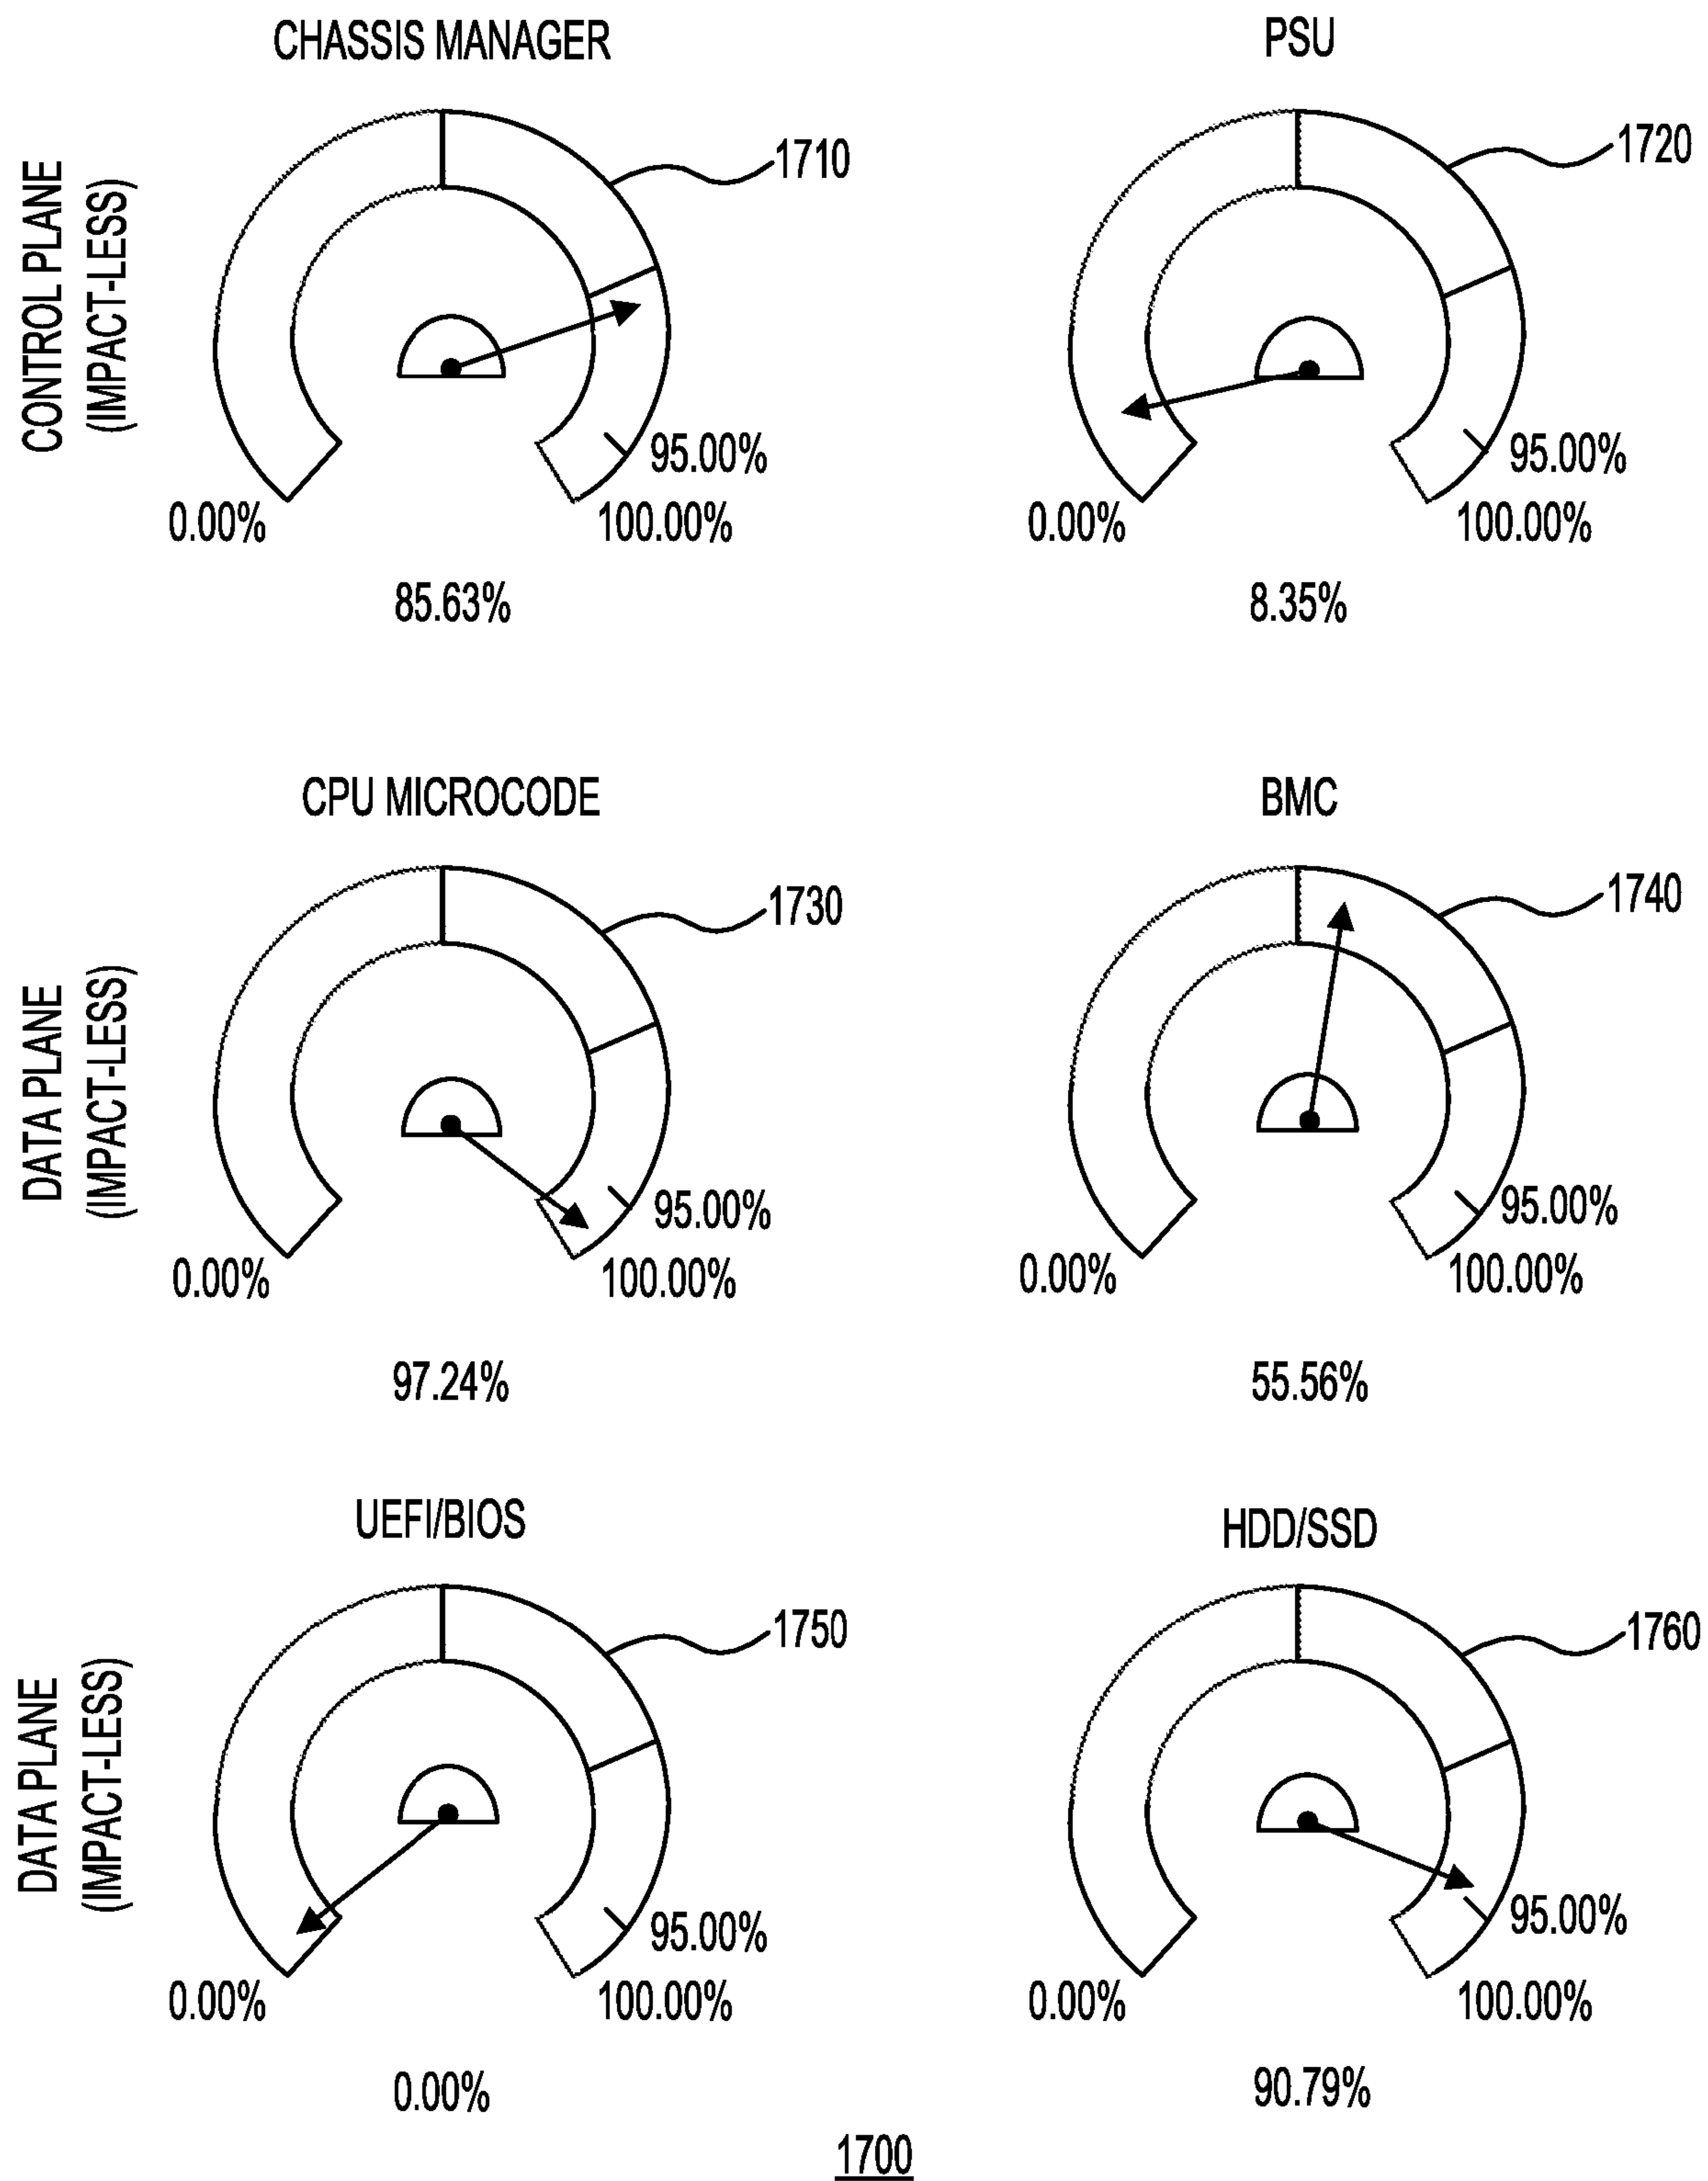 CHASSIS MANAGER
PSU
CONTROL PLANE
(IMPACT-LESS)
1710
1720
95.00%
0.00%
100.00%
95.00%
0.00%
100.00%
85.63%
8.35%
CPU MICROCODE
BMC
DATA PLANE
(IMPACT-LESS)
1730
1740
95.00%
0.00%
100.00%
95.00%
0.00%
100.00%
97.24%
55.56%
UEFI/BIOS
HDD/SSD
DATA PLANE
(IMPACT-LESS)
1750
1760
95.00%
0.00%
100.00%
95.00%
0.00%
100.00%
0.00%
90.79%
1700